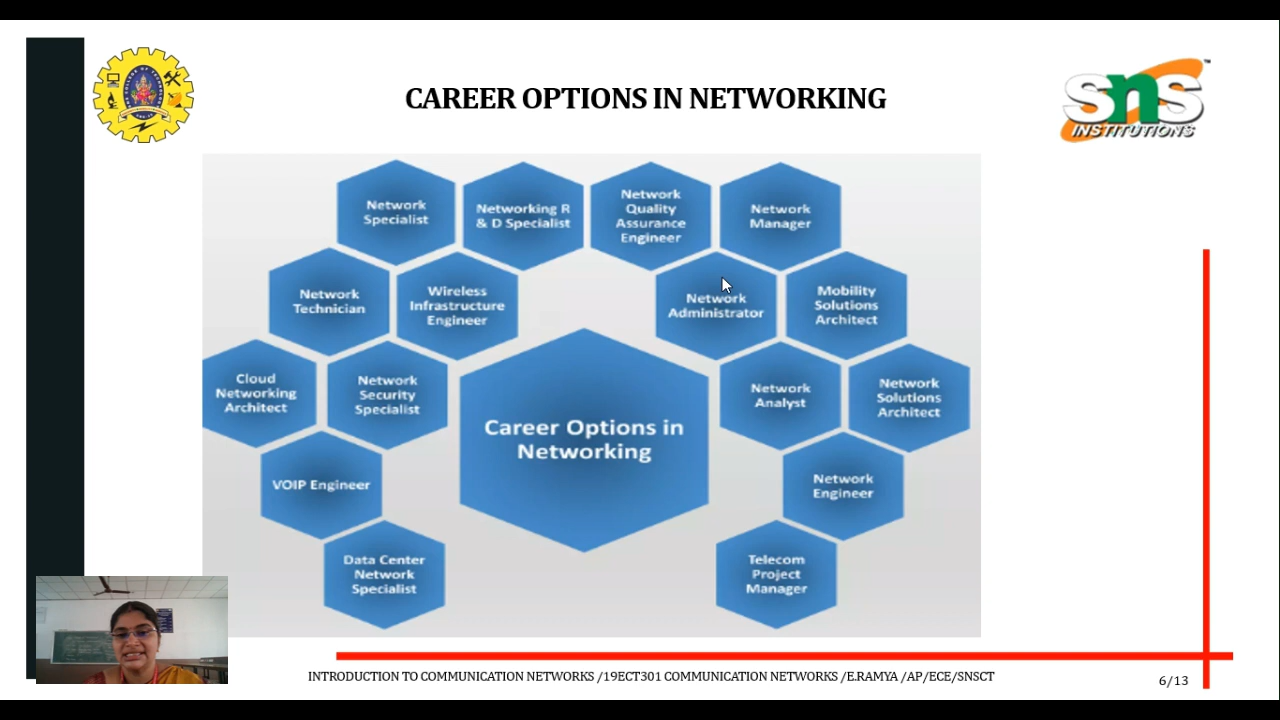 CAREER OPTIONS IN NETWORKING
SNS
INSTITUTIONS
TM
Network
Specialist
Networking R
& D Specialist
Network
Quality
Assurance
Engineer
Network
Manager
Network
Technician
Wireless
Infrastructure
Engineer
Network
Administrator
Mobility
Solutions
Architect
Cloud
Networking
Architect
Network
Security
Specialist
Career Options in
Networking
Network
Analyst
Network
Solutions
Architect
VOIP Engineer
Network
Engineer
Data Center
Network
Specialist
Telecom
Project
Manager
INTRODUCTION TO COMMUNICATION NETWORKS /19ECT301 COMMUNICATION NETWORKS /E.RAMYA /AP/ECE/SNSCT
6/13